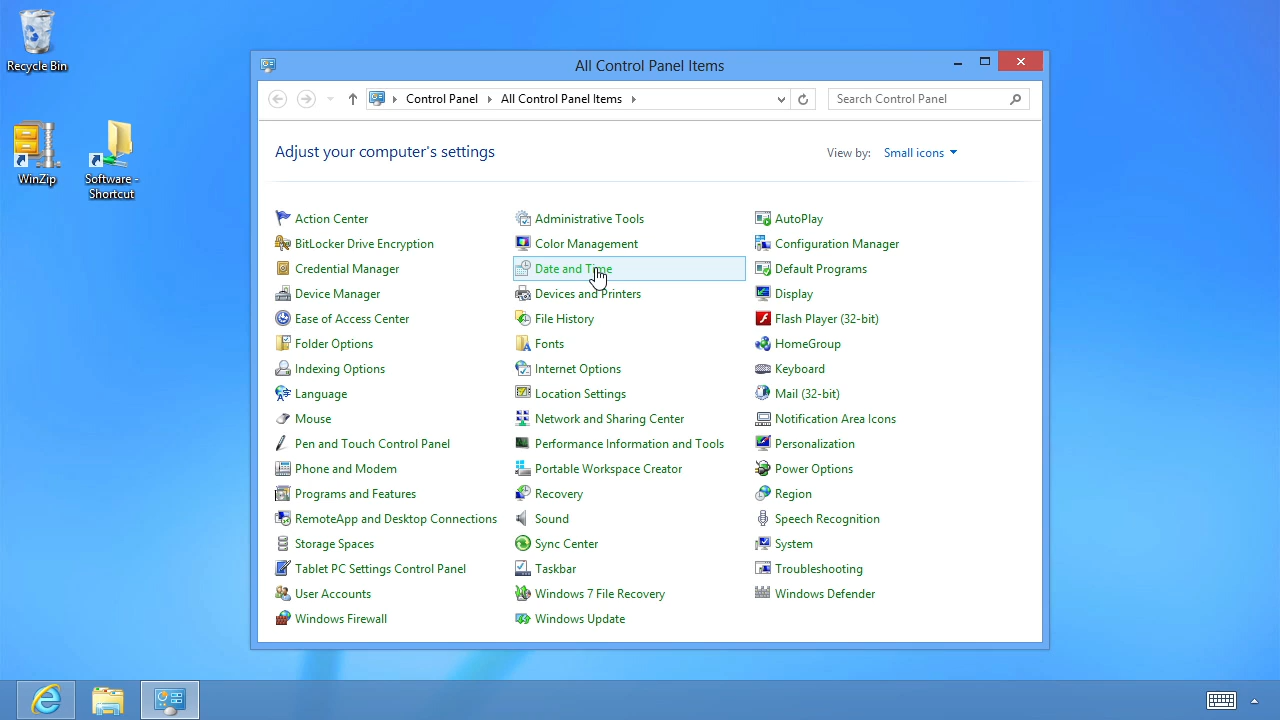 Recycle Bin
WinZip
Software -
Shortcut
All Control Panel Items
Control Panel
All Control Panel Items
Search Control Panel
Adjust your computer's settings
View by: Small icons
Action Center
Administrative Tools
AutoPlay
BitLocker Drive Encryption
Color Management
Configuration Manager
Credential Manager
Date and Time
Default Programs
Device Manager
Devices and Printers
Display
Ease of Access Center
File History
Flash Player (32-bit)
Folder Options
Fonts
HomeGroup
Indexing Options
Internet Options
Keyboard
Language
Location Settings
Mail (32-bit)
Mouse
Network and Sharing Center
Notification Area Icons
Pen and Touch Control Panel
Performance Information and Tools
Personalization
Phone and Modem
Portable Workspace Creator
Power Options
Programs and Features
Recovery
Region
RemoteApp and Desktop Connections
Sound
Speech Recognition
Storage Spaces
Sync Center
System
Tablet PC Settings Control Panel
Taskbar
Troubleshooting
User Accounts
Windows 7 File Recovery
Windows Defender
Windows Firewall
Windows Update